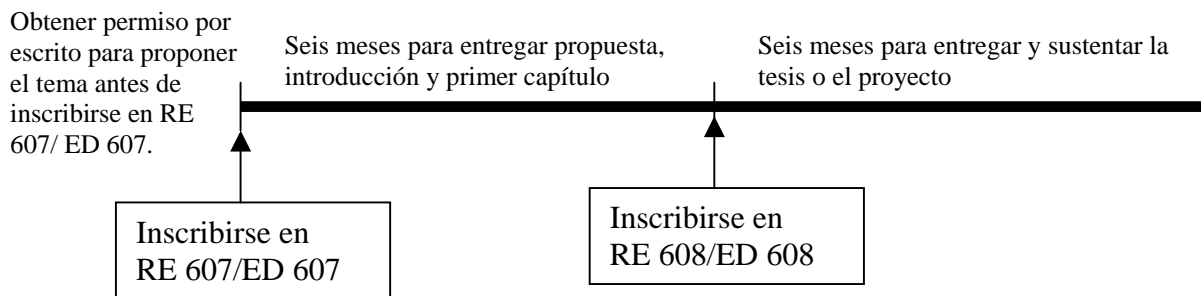 Obtener permiso por
escrito para proponer
el tema antes de
inscribirse en RE
607/ ED 607.
Seis meses para entregar propuesta,
introducción y primer capítulo
Seis meses para entregar y sustentar la
tesis o el proyecto
Inscribirse en
RE 607/ED 607
Inscribirse en
RE 608/ED 608